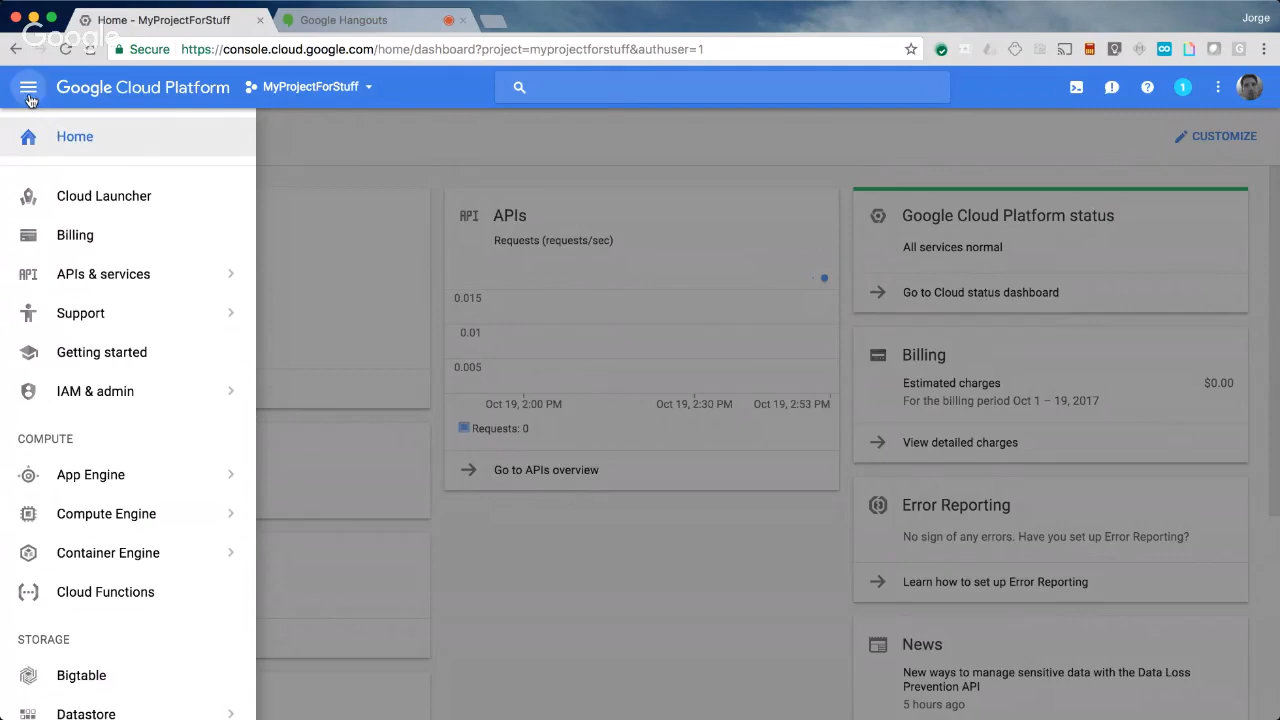 Home - MyProjectForStuff
Google Hangouts
Jorge
Google
Secure
https://console.cloud.google.com/home/dashboard?project=myprojectforstuff&authuser=1
Google Cloud Platform
MyProjectForStuff
1
Home
Cloud Launcher
Billing
API
APIs & services
Support
Getting started
IAM & admin
COMPUTE
App Engine
Compute Engine
Container Engine
Cloud Functions
STORAGE
Bigtable
Datastore
CUSTOMIZE
API
APIs
Requests (requests/sec)
0.015
0.01
0.005
Oct 19, 2:00 PM
Oct 19, 2:30 PM
Oct 19, 2:53 PM
Requests: 0
Go to APIs overview
Google Cloud Platform status
All services normal
Go to Cloud status dashboard
Billing
Estimated charges
$0.00
For the billing period Oct 1 – 19, 2017
View detailed charges
Error Reporting
No sign of any errors. Have you set up Error Reporting?
Learn how to set up Error Reporting
News
New ways to manage sensitive data with the Data Loss
Prevention API
5 hours ago